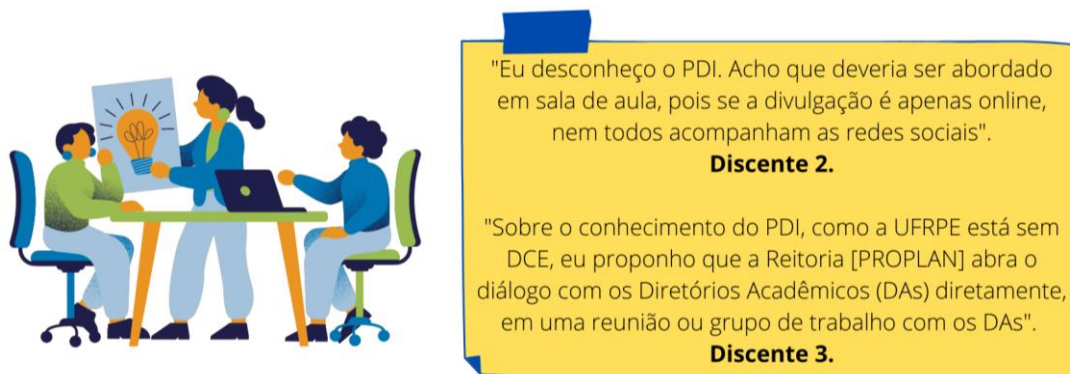 "Eu desconheço o PDI. Acho que deveria ser abordado
em sala de aula, pois se a divulgação é apenas online,
nem todos acompanham as redes sociais".
Discente 2.
"Sobre o conhecimento do PDI, como a UFRPE está sem
DCE, eu proponho que a Reitoria [PROPLAN] abra o
diálogo com os Diretórios Acadêmicos (DAs) diretamente,
em uma reunião ou grupo de trabalho com os DAs".
Discente 3.